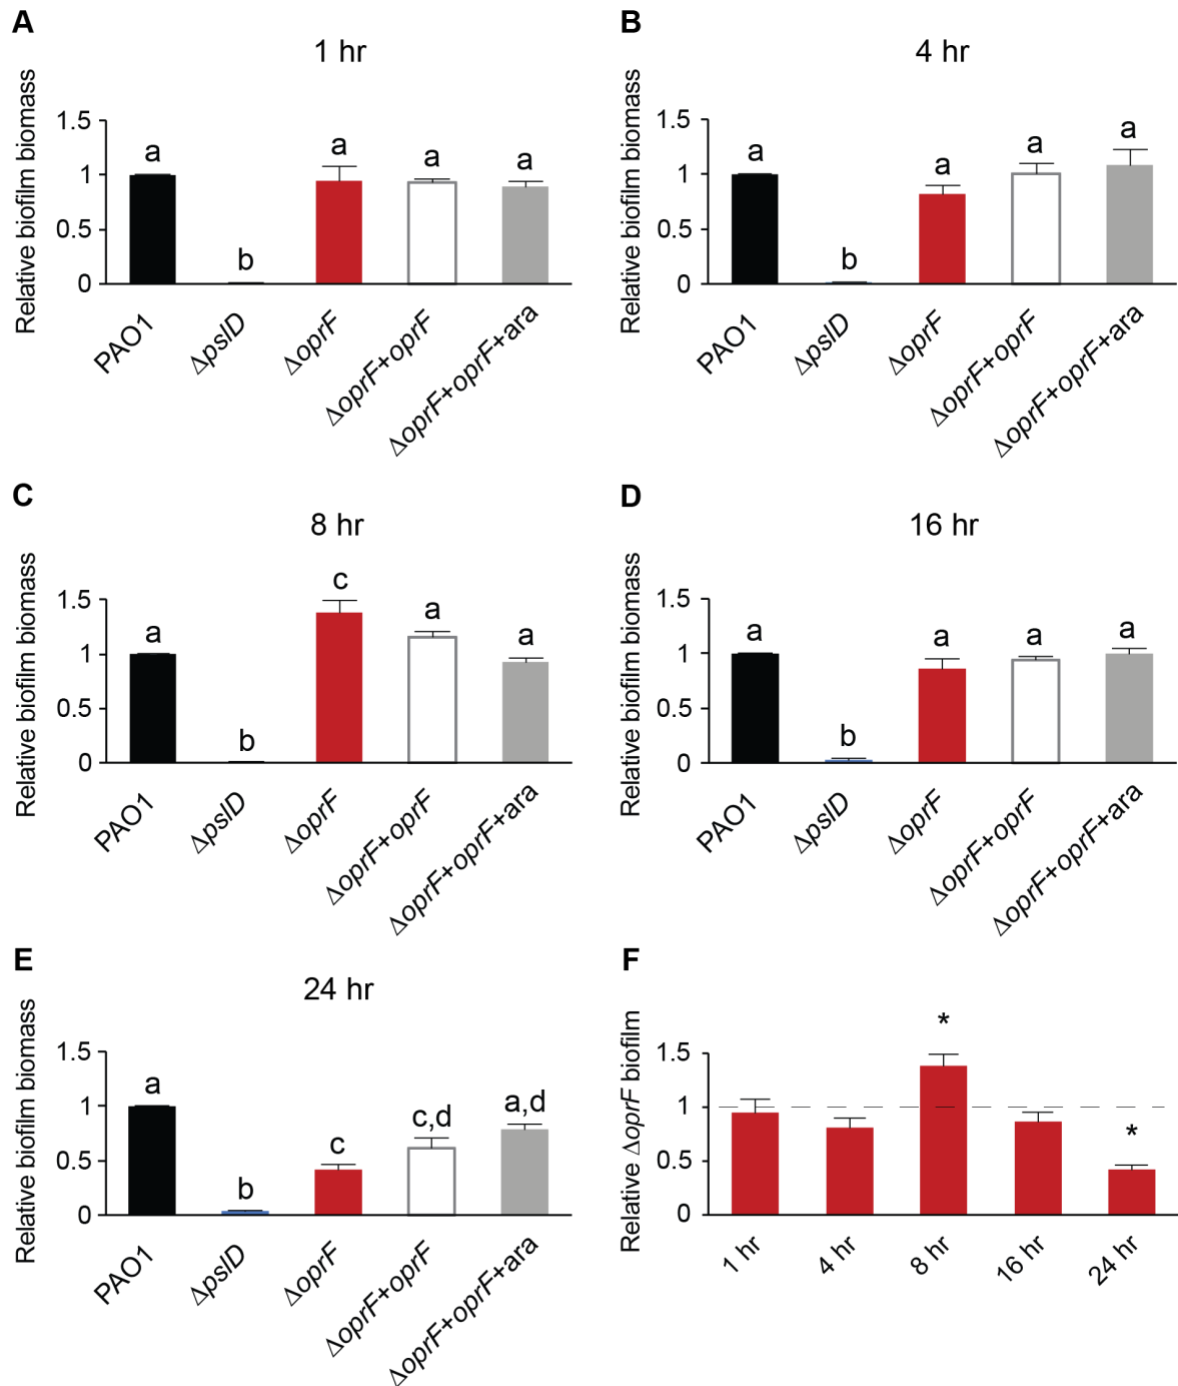 A
1 hr
Relative biofilm biomass
1.5
1
0.5
0
a
b
a
a
a
PAO1
ΔpslD
ΔoprF
ΔoprF+oprF
ΔoprF+oprF+ara
B
4 hr
Relative biofilm biomass
1.5
1
0.5
0
a
b
a
a
a
PAO1
ΔpslD
ΔoprF
ΔoprF+oprF
ΔoprF+oprF+ara
C
8 hr
Relative biofilm biomass
1.5
1
0.5
0
a
b
c
a
a
PAO1
ΔpslD
ΔoprF
ΔoprF+oprF
ΔoprF+oprF+ara
D
16 hr
Relative biofilm biomass
1.5
1
0.5
0
a
b
a
a
a
PAO1
ΔpslD
ΔoprF
ΔoprF+oprF
ΔoprF+oprF+ara
E
24 hr
Relative biofilm biomass
1.5
1
0.5
0
a
b
c
c,d
a,d
PAO1
ΔpslD
ΔoprF
ΔoprF+oprF
ΔoprF+oprF+ara
F
Relative ΔoprF biofilm
1.5
1
0.5
0
*
*
1 hr
4 hr
8 hr
16 hr
24 hr